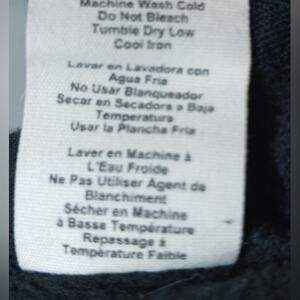 Machine Wash Cold
Do Not Bleach
Tumble Dry Low
Cool Iron
Lavar en Lavadora con
Agua Fria
No Usar Blanqueador
Secar en Secadora a Baja
Temperatura
Usar la Plancha Fria
Laver en Machine à
L'Eau Froide
Ne Pas Utiliser Agent de
Blanchiment
Sécher en Machine
à Basse Température
Repassage à
Température Faible